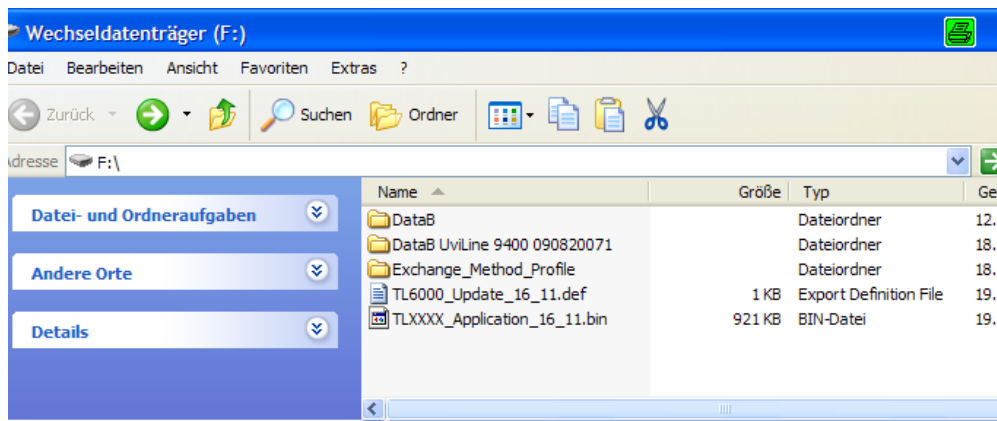 Wechseldatenträger (F:)
Datei Bearbeiten Ansicht Favoriten Extras ?
Zurück Suchen Ordner
Adresse F:\
Name Größe Typ Ge
Datei- und Ordneraufgaben
Andere Orte
Details
DataB Dateiordner 12.
DataB UviLine 9400 090820071 Dateiordner 18.
Exchange_Method_Profile Dateiordner 18.
TL6000_Update_16_11.def 1 KB Export Definition File 19.
TLXXXX_Application_16_11.bin 921 KB BIN-Datei 19.